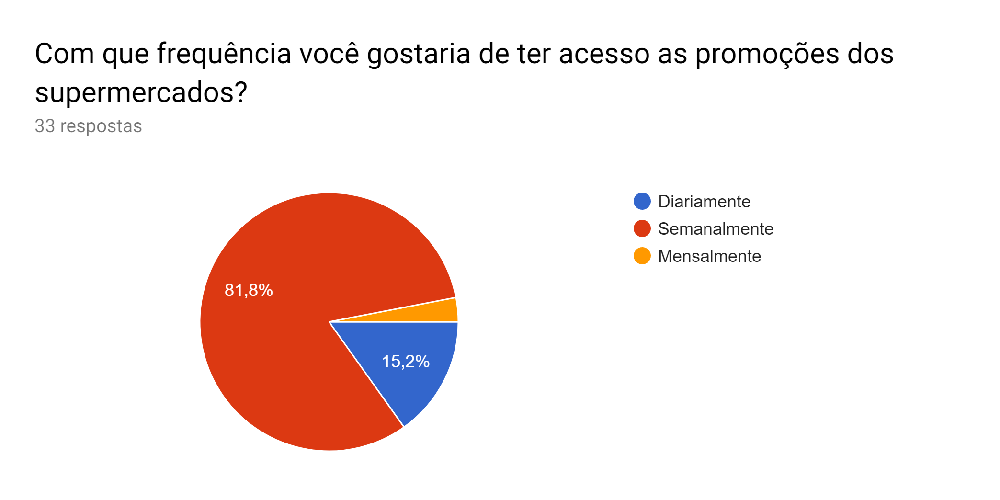 Com que frequência você gostaria de ter acesso as promoções dos
supermercados?
33 respostas
Diariamente
Semanalmente
Mensalmente
81,8%
15,2%